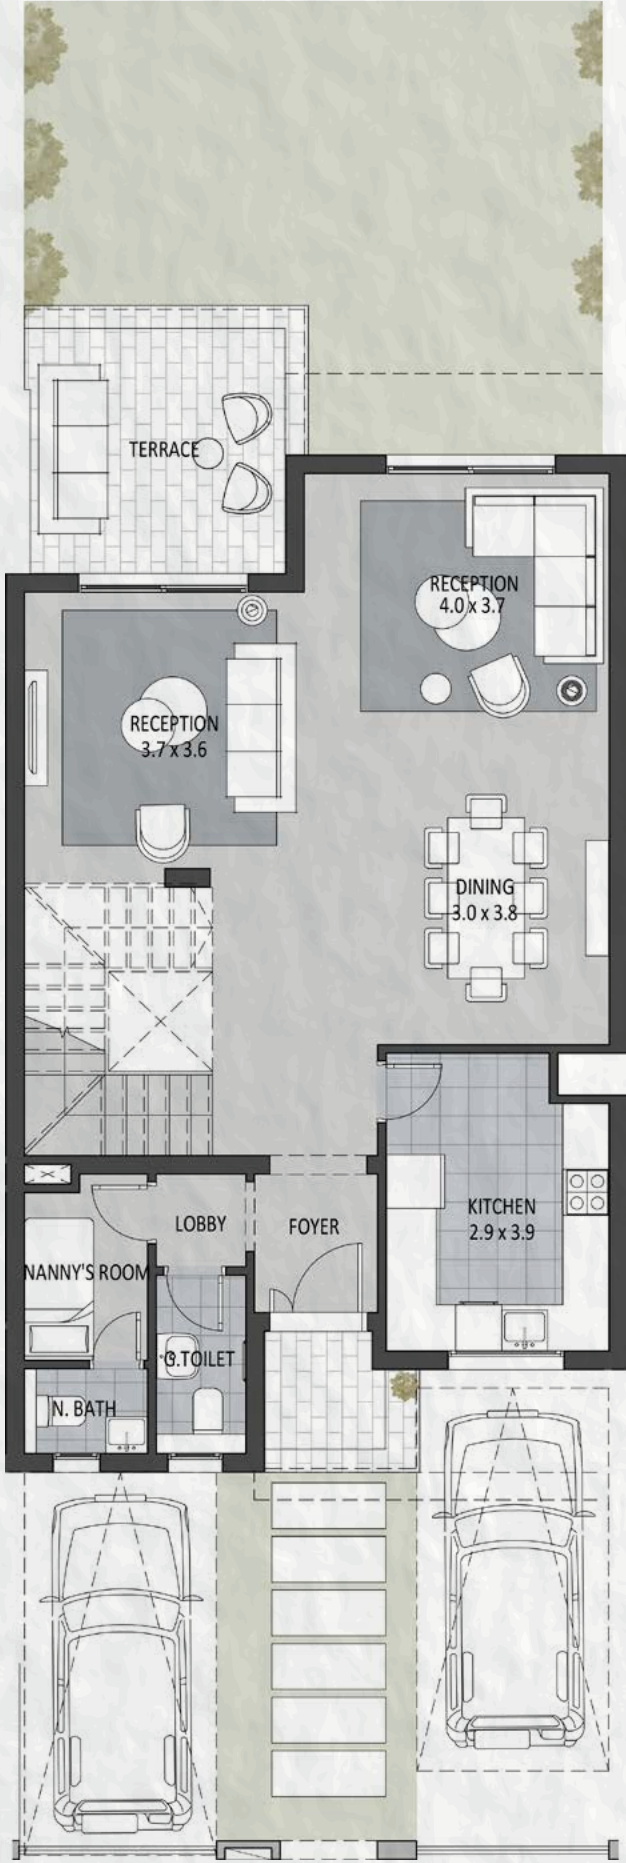 TERRACE
RECEPTION
4.0 x 3.7
RECEPTION
3.7 x 3.6
DINING
3.0 x 3.8
KITCHEN
2.9 x 3.9
LOBBY
FOYER
NANNY'S ROOM
G.TOILET
N. BATH